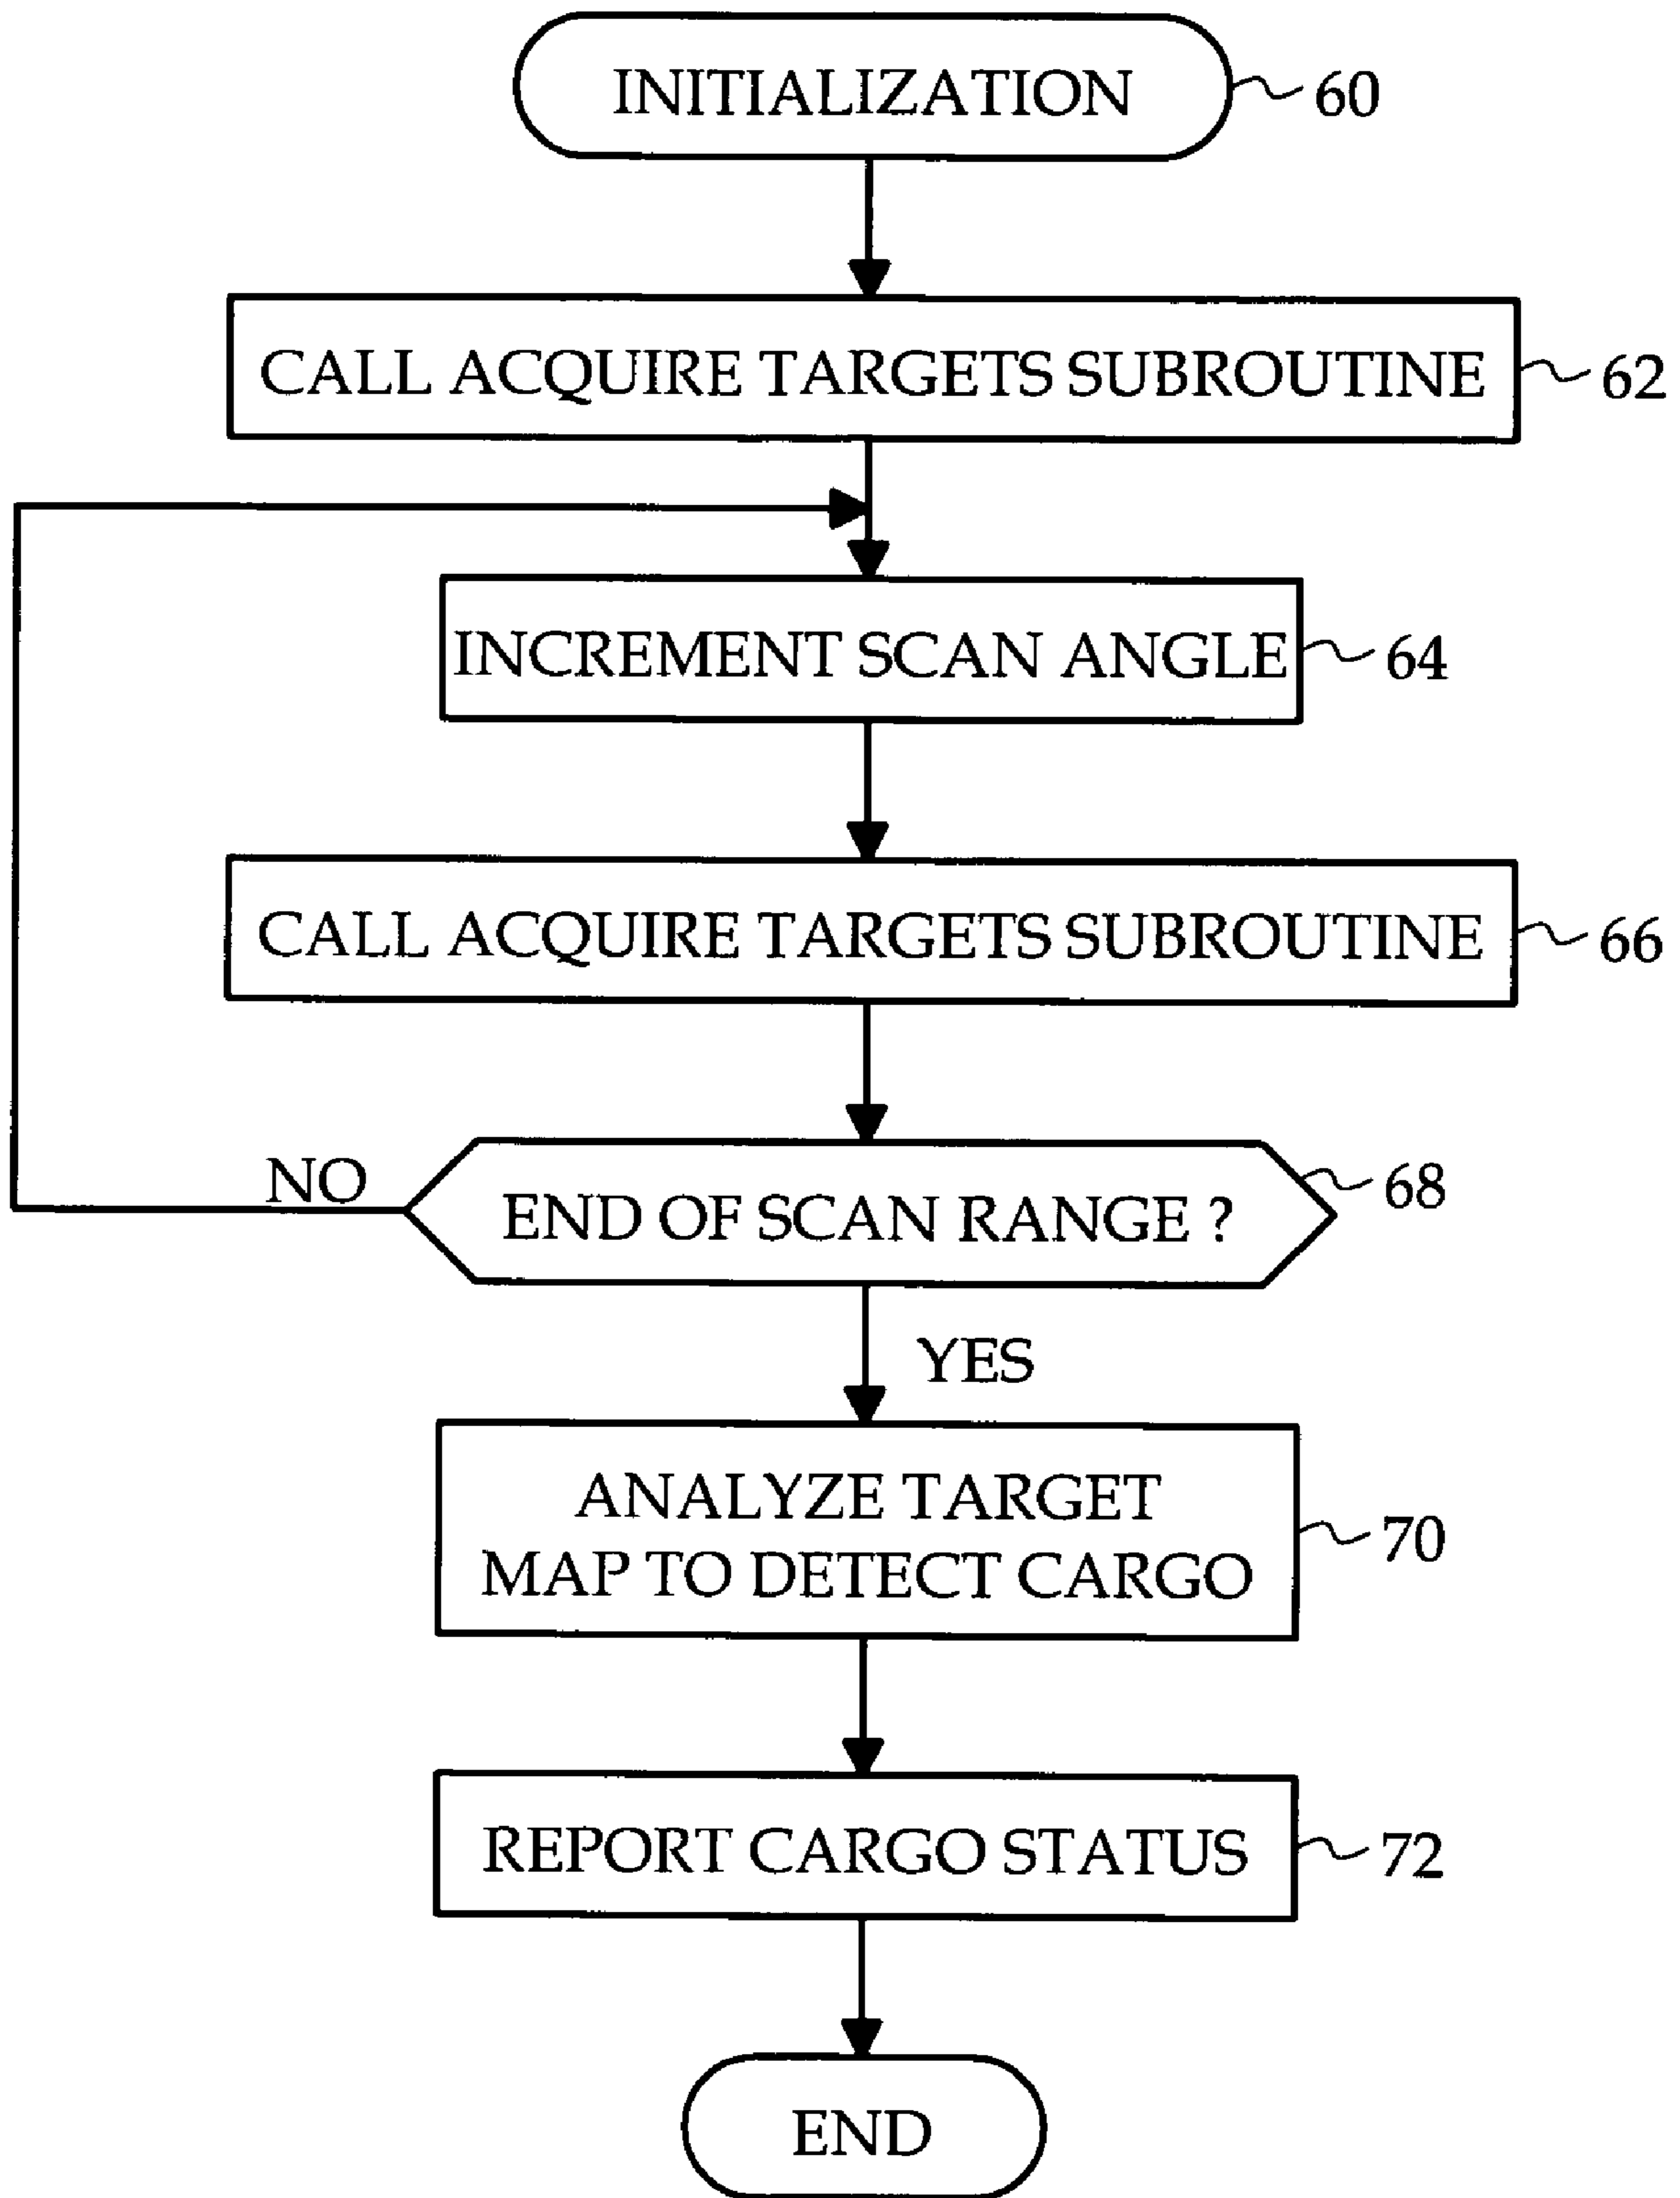 INITIALIZATION
60
CALL ACQUIRE TARGETS SUBROUTINE
62
INCREMENT SCAN ANGLE
64
CALL ACQUIRE TARGETS SUBROUTINE
66
NO
END OF SCAN RANGE ?
68
YES
ANALYZE TARGET
MAP TO DETECT CARGO
70
REPORT CARGO STATUS
72
END